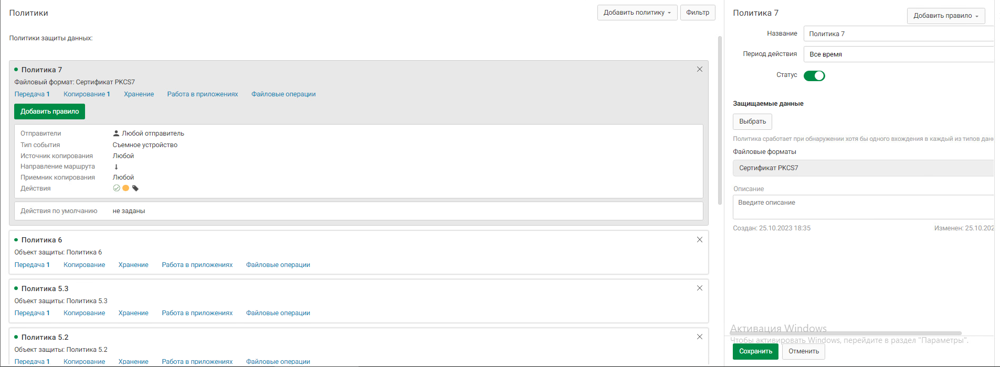 Политики
Добавить политику
Фильтр
Политики защиты данных:
Политика 7
Файловый формат: Сертификат PKCS7
Передача 1 Копирование 1 Хранение Работа в приложениях Файловые операции
Добавить правило
Отправители Любой отправитель
Тип события Съемное устройство
Источник копирования Любой
Направление маршрута
Приемник копирования Любой
Действия
Действия по умолчанию не заданы
Политика 6
Объект защиты: Политика 6
Передача 1 Копирование Хранение Работа в приложениях Файловые операции
Политика 5.3
Объект защиты: Политика 5.3
Передача 1 Копирование Хранение Работа в приложениях Файловые операции
Политика 5.2
Объект защиты: Политика 5.2
Передача 1 Копирование Хранение Работа в приложениях Файловые операции
Политика 7
Добавить правило
Название Политика 7
Период действия Все время
Статус
Защищаемые данные
Выбрать
Политика сработает при обнаружении хотя бы одного вхождения в каждый из типов дан
Файловые форматы
Сертификат PKCS7
Описание
Введите описание
Создан: 25.10.2023 18:35 Изменен: 25.10.202
Активация Windows
Чтобы активировать Windows, перейдите в раздел "Параметры".
Сохранить Отменить